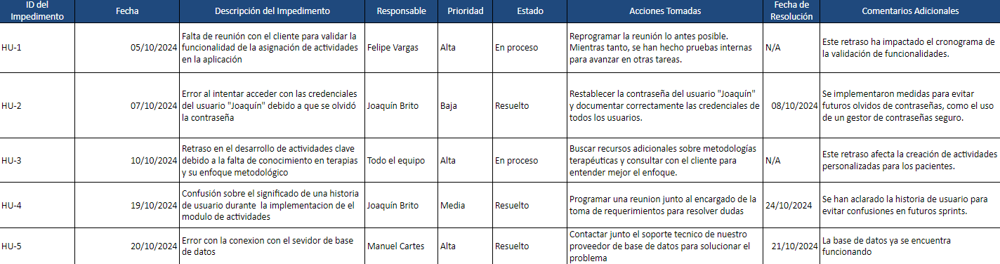 ID del Impedimento Fecha Descripción del Impedimento Responsable Prioridad Estado Acciones Tomadas Fecha de Resolución Comentarios Adicionales
HU-1
05/10/2024
Falta de reunión con el cliente para validar la
funcionalidad de la asignación de actividades
en la aplicación
Felipe Vargas
Alta
En proceso
Reprogramar la reunión lo antes posible.
Mientras tanto, se han hecho pruebas internas
para avanzar en otras tareas.
N/A
Este retraso ha impactado el cronograma de
la validación de funcionalidades.
HU-2
07/10/2024
Error al intentar acceder con las credenciales
del usuario "Joaquín" debido a que se olvidó
la contraseña
Joaquín Brito
Baja
Resuelto
Restablecer la contraseña del usuario "Joaquín"
y documentar correctamente las credenciales de
todos los usuarios.
08/10/2024
Se implementaron medidas para evitar
futuros olvidos de contraseñas, como el uso
de un gestor de contraseñas seguro.
HU-3
10/10/2024
Retraso en el desarrollo de actividades clave
debido a la falta de conocimiento en terapias
y su enfoque metodológico
Todo el equipo
Alta
En proceso
Buscar recursos adicionales sobre metodologías
terapéuticas y consultar con el cliente para
entender mejor el enfoque.
N/A
Este retraso afecta la creación de actividades
personalizadas para los pacientes.
HU-4
19/10/2024
Confusión sobre el significado de una historia
de usuario durante  la implementacion de el
modulo de actividades
Joaquín Brito
Media
Resuelto
Programar una reunion junto al encargado de la
toma de requerimientos para resolver dudas
24/10/2024
Se han aclarado la historia de usuario para
evitar confusiones en futuros sprints.
HU-5
20/10/2024
Error con la conexion con el sevidor de base
de datos
Manuel Cartes
Alta
Resuelto
Contactar junto el soporte tecnico de nuestro
proveedor de base de datos para solucionar el
problema
21/10/2024
La base de datos ya se encuentra
funcionando